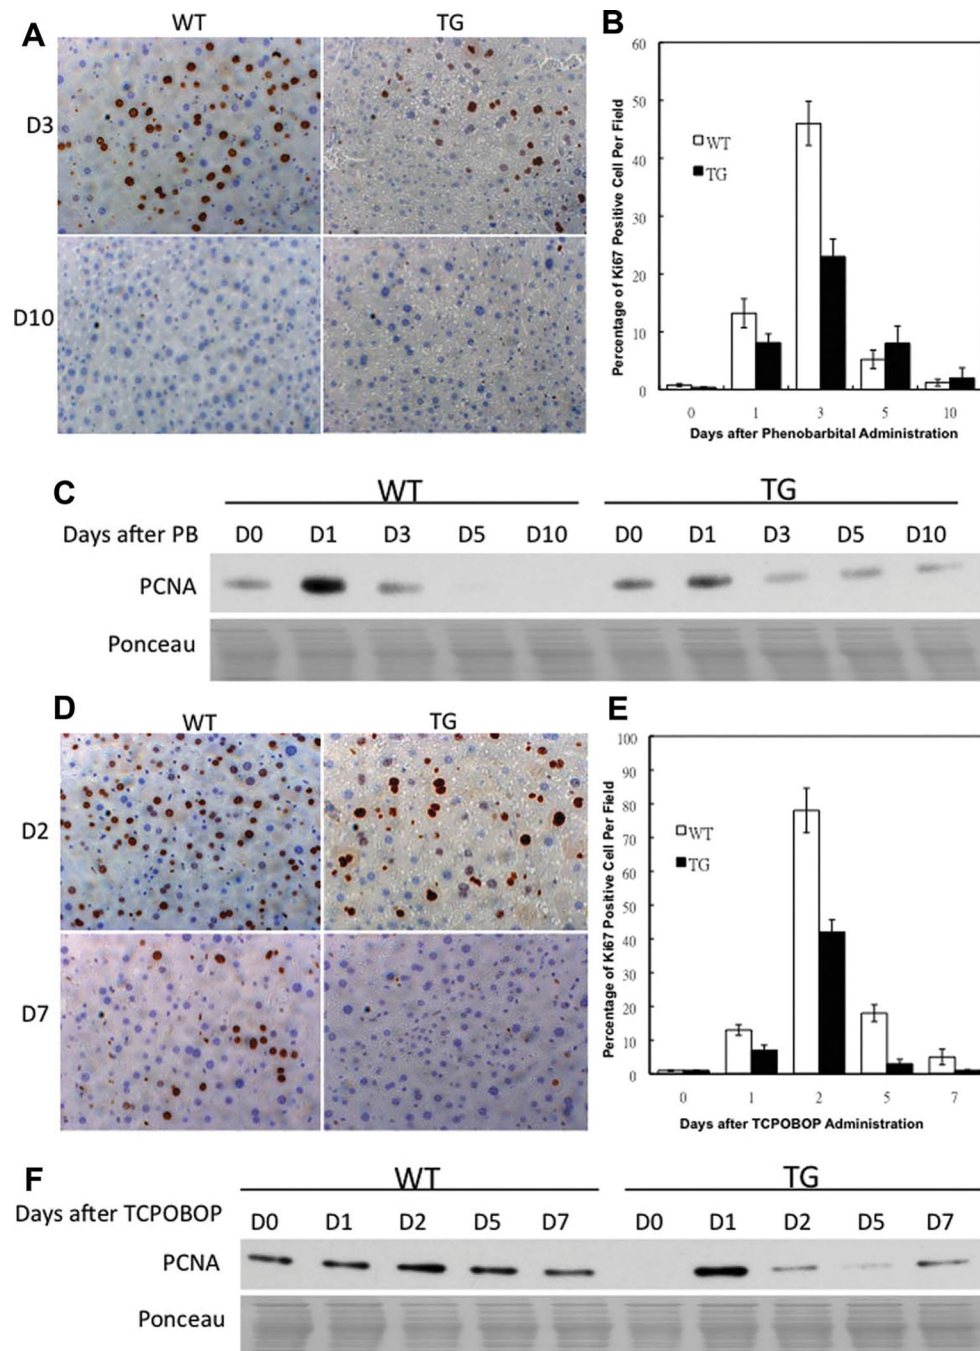 A
WT
TG
D3
D10
B
Percentage of Ki67 Positive Cell Per Field
60
50
40
30
20
10
0
WT
TG
0 1 3 5 10
Days after Phenobarbital Administration
C
WT
TG
Days after PB
D0 D1 D3 D5 D10 D0 D1 D3 D5 D10
PCNA
Ponceau
D
WT
TG
D2
D7
E
Percentage of Ki67 Positive Cell Per Field
100
90
80
70
60
50
40
30
20
10
0
WT
TG
0 1 2 5 7
Days after TCPOBOP Administration
F
WT
TG
Days after TCPOBOP
D0 D1 D2 D5 D7 D0 D1 D2 D5 D7
PCNA
Ponceau